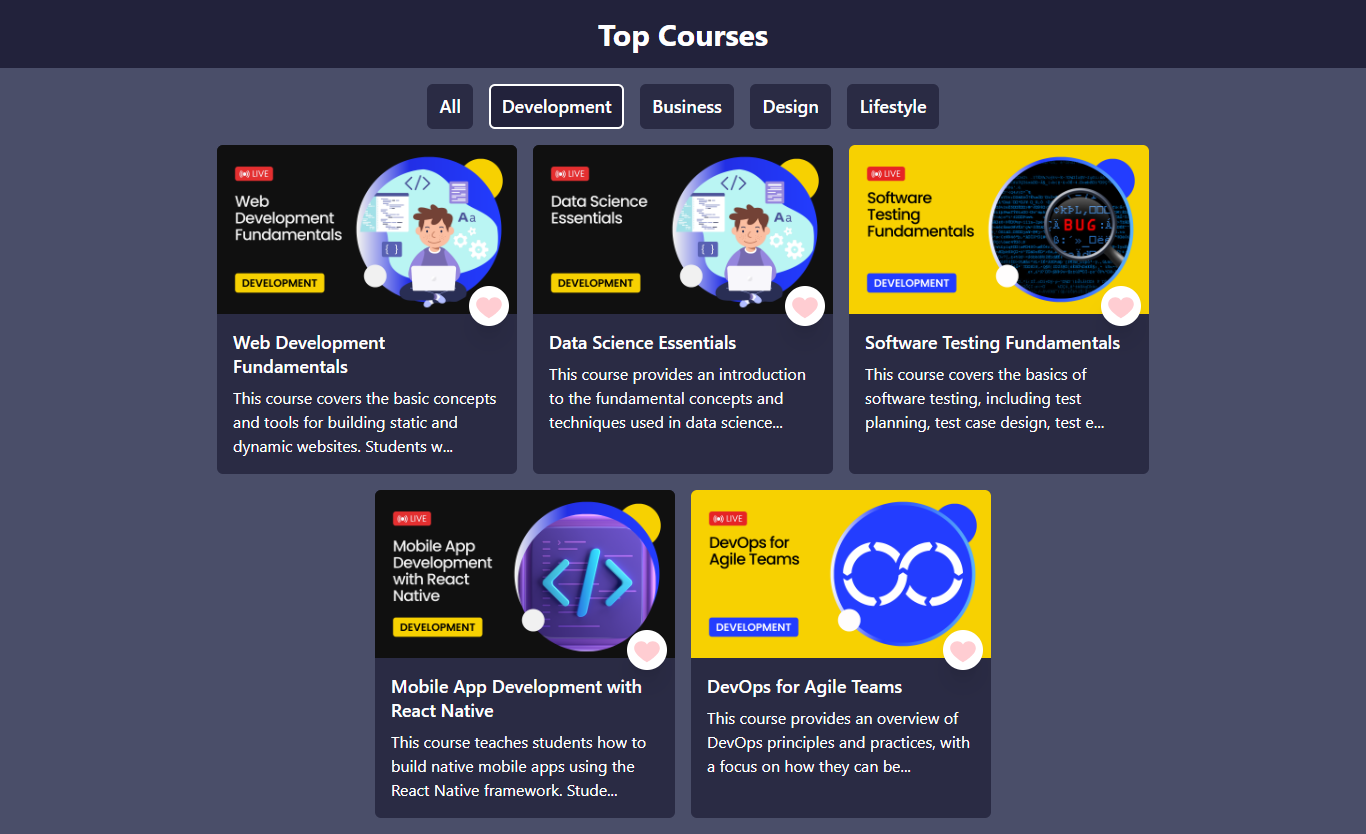 Top Courses
All Development Business Design Lifestyle
LIVE
Web
Development
Fundamentals
DEVELOPMENT
LIVE
Data Science
Essentials
DEVELOPMENT
LIVE
Software
Testing
Fundamentals
DEVELOPMENT
BUG
Web Development
Fundamentals
This course covers the basic concepts
and tools for building static and
dynamic websites. Students w...
Data Science Essentials
This course provides an introduction
to the fundamental concepts and
techniques used in data science...
Software Testing Fundamentals
This course covers the basics of
software testing, including test
planning, test case design, test e...
LIVE
Mobile App
Development
with React
Native
DEVELOPMENT
LIVE
DevOps for
Agile Teams
DEVELOPMENT
Mobile App Development with
React Native
This course teaches students how to
build native mobile apps using the
React Native framework. Stude...
DevOps for Agile Teams
This course provides an overview of
DevOps principles and practices, with
a focus on how they can be...